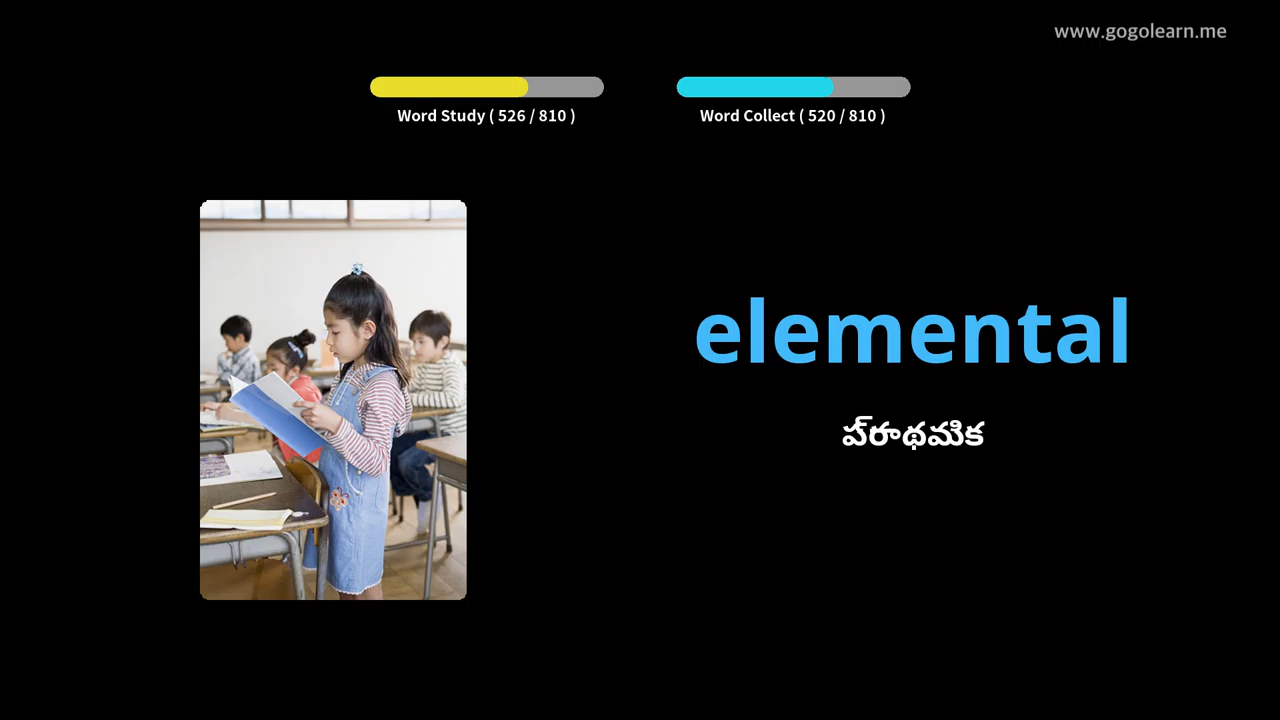 www.gogolearn.me
Word Study ( 526 / 810 )
Word Collect ( 520 / 810 )
elemental
ప్రాథమిక